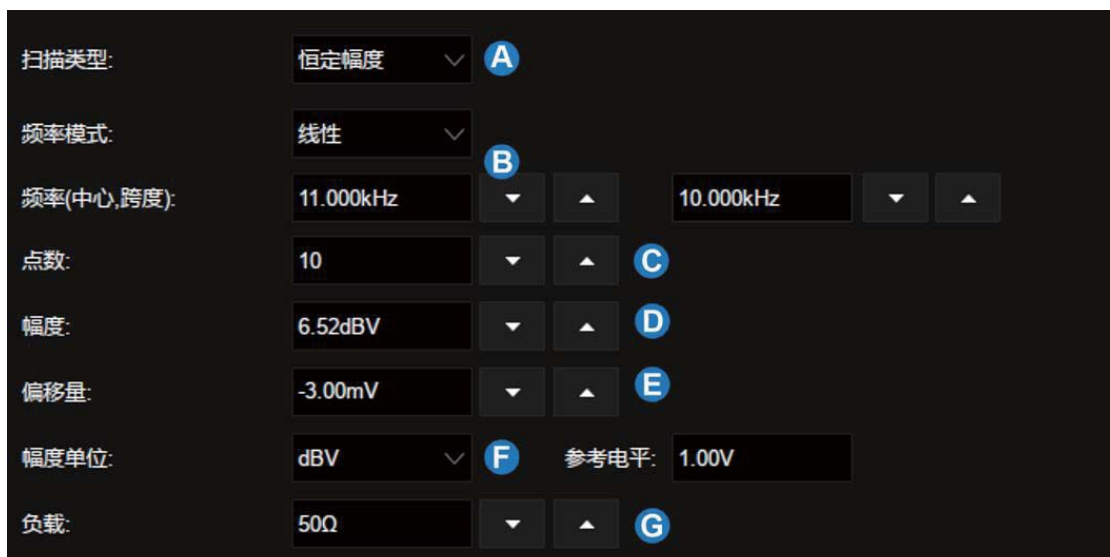 扫描类型: 恒定幅度 A
频率模式: 线性
B
频率(中心,跨度): 11.000kHz 10.000kHz
点数: 10 C
幅度: 6.52dBV D
偏移量: -3.00mV E
幅度单位: dBV F 参考电平: 1.00V
负载: 50Ω G